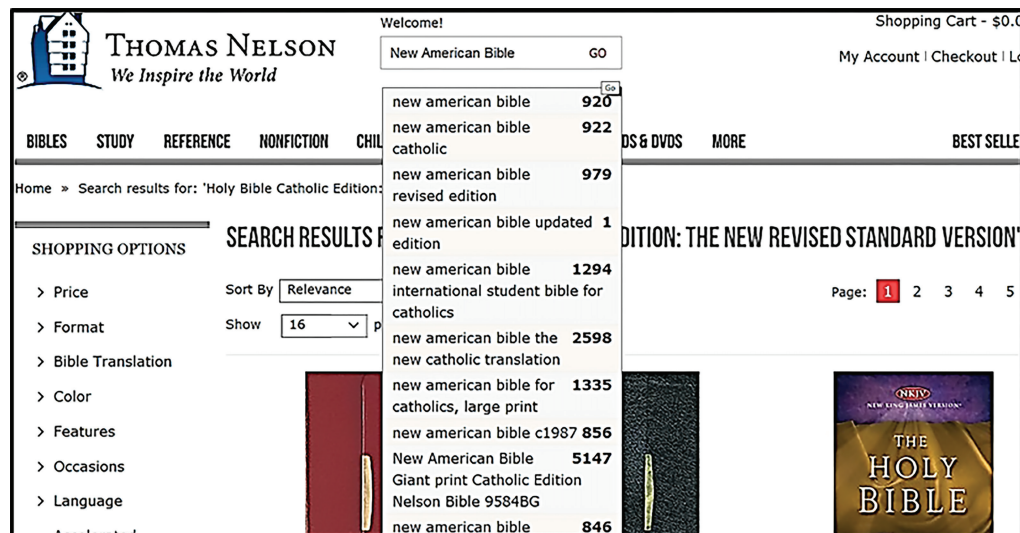 Welcome!
Shopping Cart - $0.0
®
THOMAS NELSON
We Inspire the World
New American Bible GO
My Account | Checkout | Lo
Go
new american bible 920
new american bible 922
catholic
new american bible 979
revised edition
new american bible updated 1
edition
new american bible 1294
international student bible for
catholics
new american bible the 2598
new catholic translation
new american bible for 1335
catholics, large print
new american bible c1987 856
New American Bible 5147
Giant print Catholic Edition
Nelson Bible 9584BG
new american bible 846
BIBLES STUDY REFERENCE NONFICTION CHIL DS & DVDS MORE BEST SELLE
Home » Search results for: 'Holy Bible Catholic Edition:
SHOPPING OPTIONS
> Price
> Format
> Bible Translation
> Color
> Features
> Occasions
> Language
SEARCH RESULTS F DITION: THE NEW REVISED STANDARD VERSION'
Sort By Relevance
Page: 1 2 3 4 5
Show 16 p
NKJV
NEW KING JAMES VERSION
THE
HOLY
BIBLE